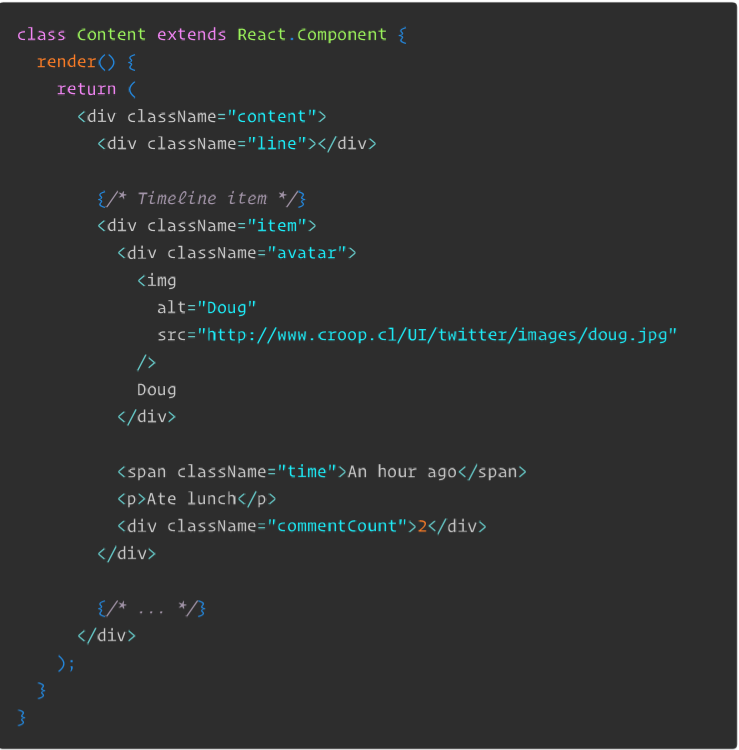 class Content extends React.Component {
  render() {
    return (
      <div className="content">
        <div className="line"></div>

        {/* Timeline item */}
        <div className="item">
          <div className="avatar">
            <img
              alt="Doug"
              src="http://www.croop.cl/UI/twitter/images/doug.jpg"
            />
            Doug
          </div>

          <span className="time">An hour ago</span>
          <p>Ate lunch</p>
          <div className="commentCount">2</div>
        </div>

        {/* ... */}
      </div>
    );
  }
}